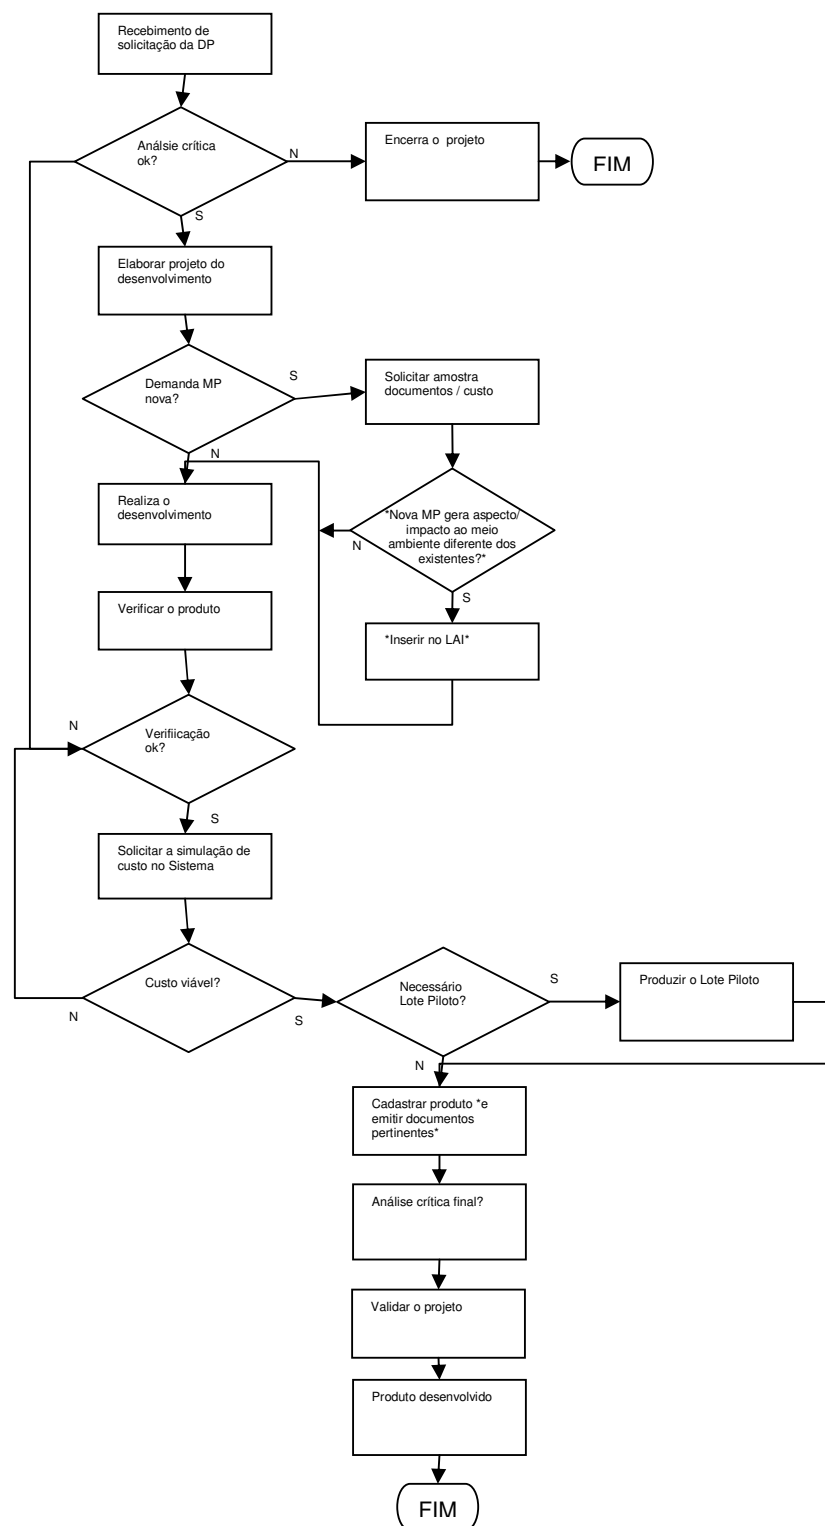 Recebimento de
solicitação da DP
Análsie crítica
ok?
N
Encerra o  projeto
FIM
S
Elaborar projeto do
desenvolvimento
Demanda MP
nova?
S
Solicitar amostra
documentos / custo
N
Realiza o
desenvolvimento
*Nova MP gera aspecto/
impacto ao meio
ambiente diferente dos
existentes?*
N
S
Verificar o produto
*Inserir no LAI*
N
Verifiicação
ok?
S
Solicitar a simulação de
custo no Sistema
Custo viável?
N
S
Necessário
Lote Piloto?
S
Produzir o Lote Piloto
N
Cadastrar produto *e
emitir documentos
pertinentes*
Análise crítica final?
Validar o projeto
Produto desenvolvido
FIM